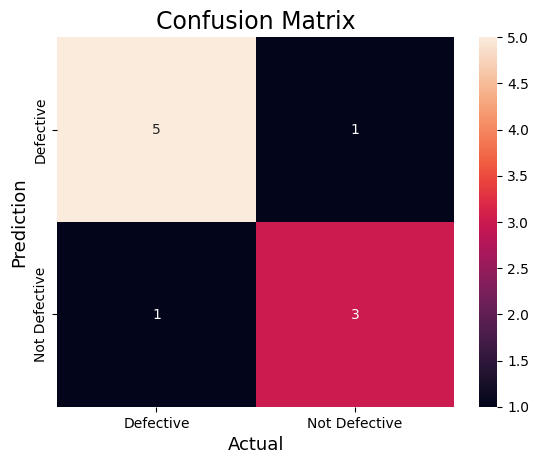 Confusion Matrix
Prediction
Defective
Not Defective
5
1
1
3
Defective
Not Defective
Actual
5.0
4.5
4.0
3.5
3.0
2.5
2.0
1.5
1.0